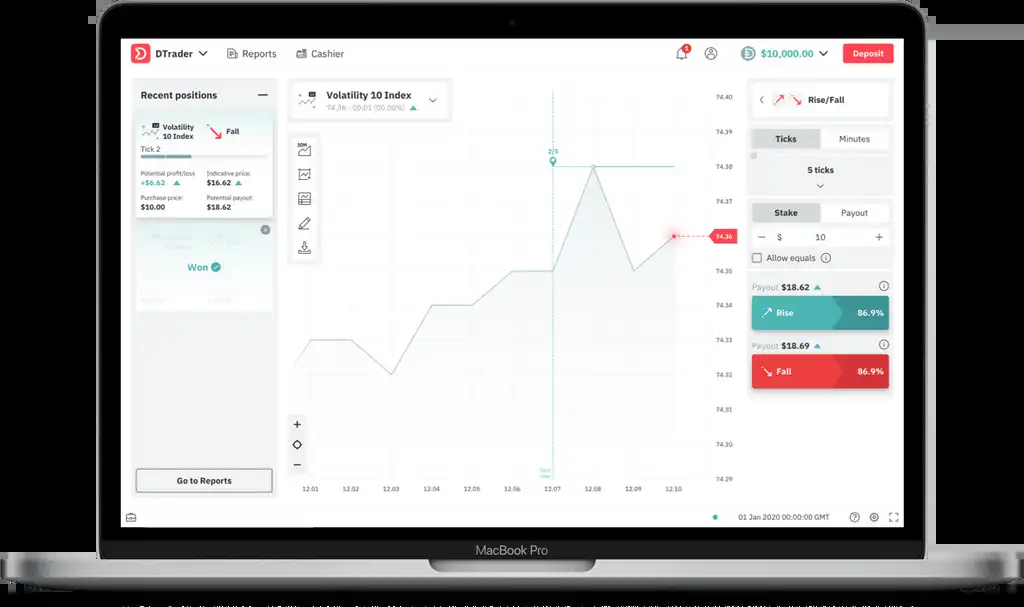 DTrader
Reports
Cashier
1
$10,000.00
Deposit
Recent positions
Volatility
10 Index
Fall
Tick 2
Potential profit/loss
+$6.62
Indicative price:
$16.62
Purchase price:
$10.00
Potential payout:
$18.62
Won
Go to Reports
Volatility 10 Index
74.36 - 00.01 (00.00%)
2/5
74.40
74.39
74.38
74.37
74.36
74.35
74.34
74.33
74.32
74.31
74.30
74.29
12.01
12.02
12.03
12.04
12.05
12.06
12.07
12.08
12.09
12.10
Rise/Fall
Ticks
Minutes
5 ticks
Stake
Payout
− $ 10 +
Allow equals
Payout $18.62
Rise 86.9%
Payout $18.69
Fall 86.9%
01 Jan 2020 00:00:00 GMT
MacBook Pro